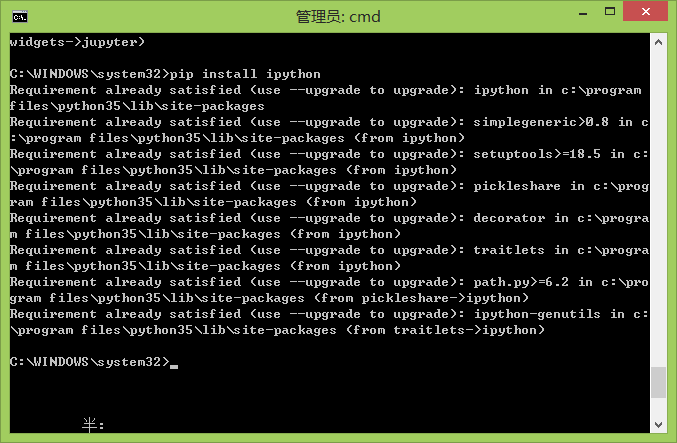 管理员: cmd
widgets->jupyter)
C:\WINDOWS\system32>pip install ipython
Requirement already satisfied (use --upgrade to upgrade): ipython in c:\program
files\python35\lib\site-packages
Requirement already satisfied (use --upgrade to upgrade): simplegeneric>0.8 in c
:\program files\python35\lib\site-packages (from ipython)
Requirement already satisfied (use --upgrade to upgrade): setuptools>=18.5 in c:
\program files\python35\lib\site-packages (from ipython)
Requirement already satisfied (use --upgrade to upgrade): pickleshare in c:\prog
ram files\python35\lib\site-packages (from ipython)
Requirement already satisfied (use --upgrade to upgrade): decorator in c:\progra
m files\python35\lib\site-packages (from ipython)
Requirement already satisfied (use --upgrade to upgrade): traitlets in c:\progra
m files\python35\lib\site-packages (from ipython)
Requirement already satisfied (use --upgrade to upgrade): path.py>=6.2 in c:\pro
gram files\python35\lib\site-packages (from pickleshare->ipython)
Requirement already satisfied (use --upgrade to upgrade): ipython-genutils in c:
\program files\python35\lib\site-packages (from traitlets->ipython)
C:\WINDOWS\system32>
半: